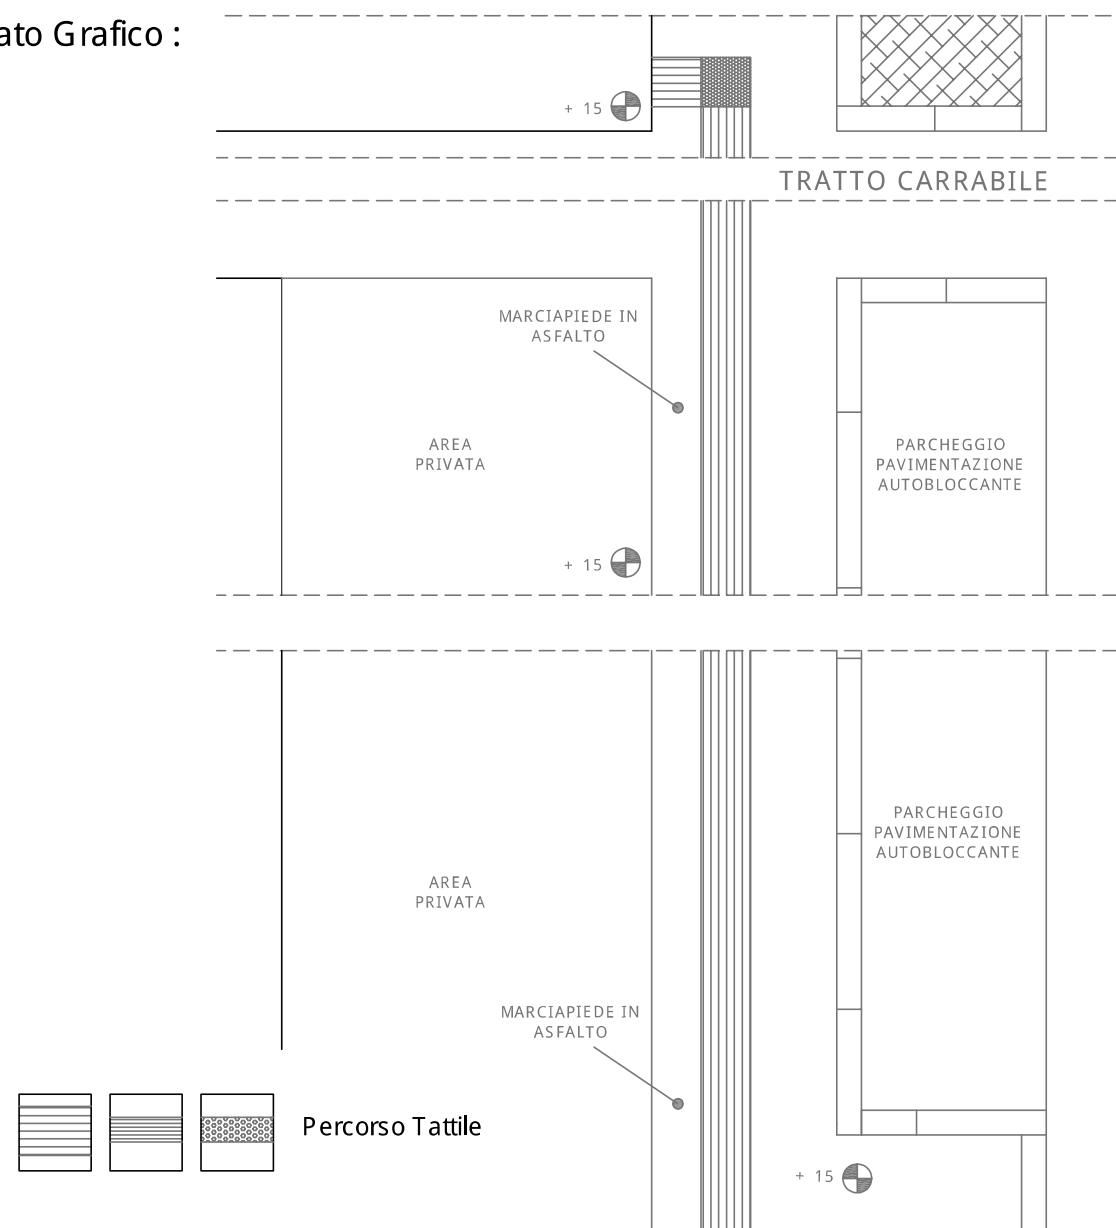 ato Grafico :
+ 15
TRATTO CARRABILE
MARCIAPIEDE IN
ASFALTO
AREA
PRIVATA
PARCHEGGIO
PAVIMENTAZIONE
AUTOBLOCCANTE
+ 15
PARCHEGGIO
PAVIMENTAZIONE
AUTOBLOCCANTE
AREA
PRIVATA
MARCIAPIEDE IN
ASFALTO
Percorso Tattile
+ 15